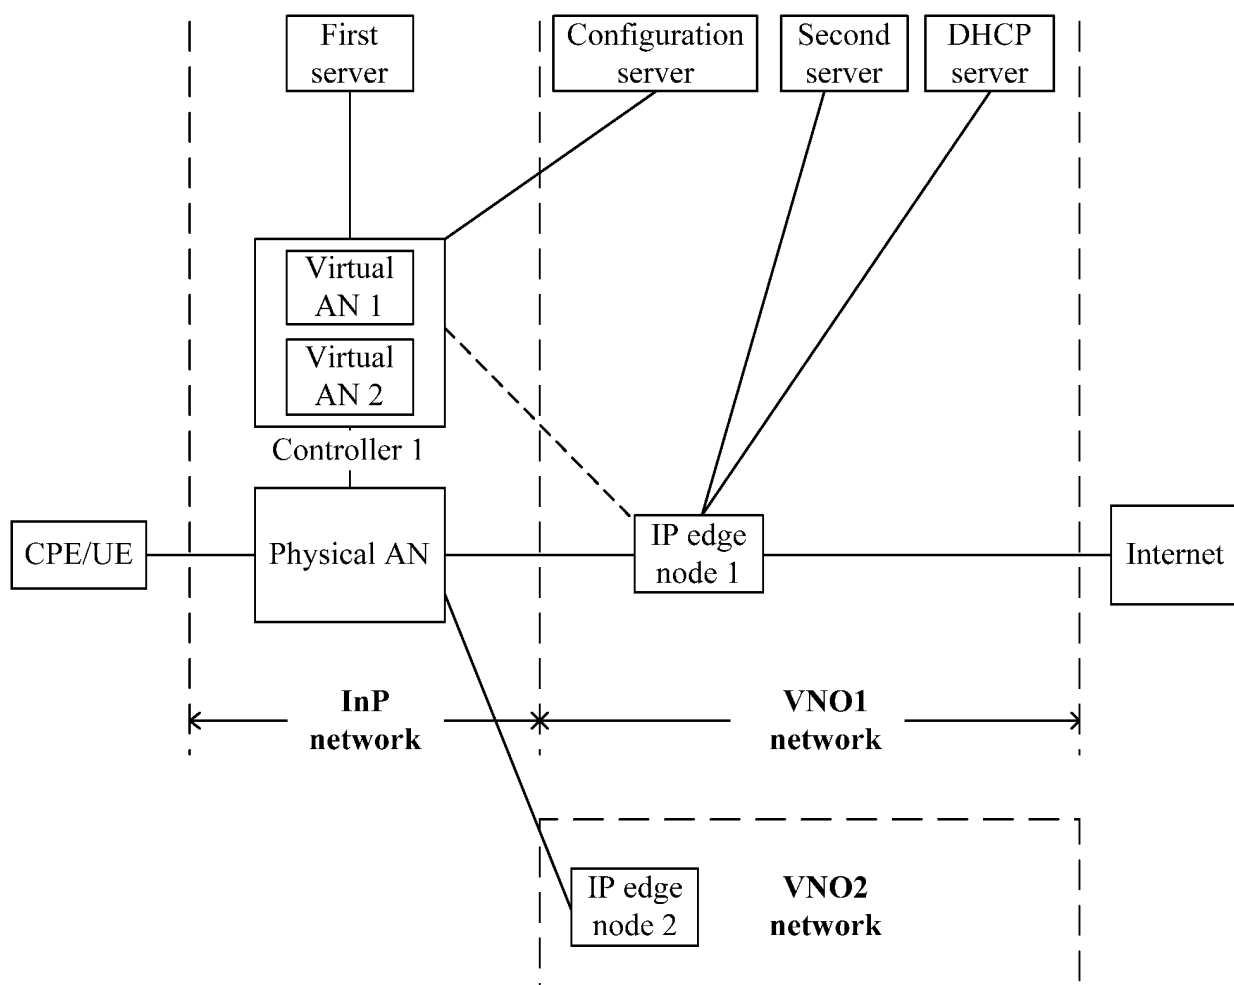 First
server
Configuration
server
Second
server
DHCP
server
Virtual
AN 1
Virtual
AN 2
Controller 1
CPE/UE
Physical AN
IP edge
node 1
Internet
InP
network
VNO1
network
IP edge
node 2
VNO2
network